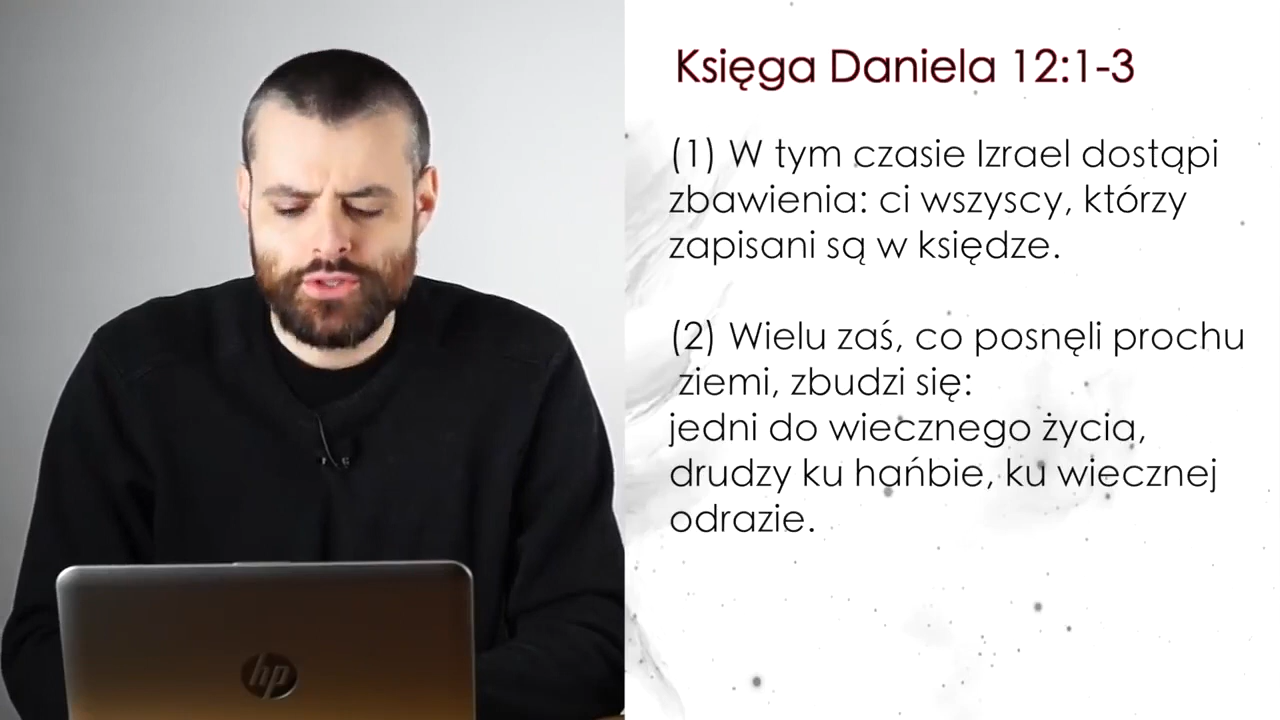 Księga Daniela 12:1-3
(1) W tym czasie Izrael dostąpi
zbawienia: ci wszyscy, którzy
zapisani są w księdze.
(2) Wielu zaś, co posnęli prochu
ziemi, zbudzi się:
jedni do wiecznego życia,
drudzy ku hańbie, ku wiecznej
odrazie.
hp